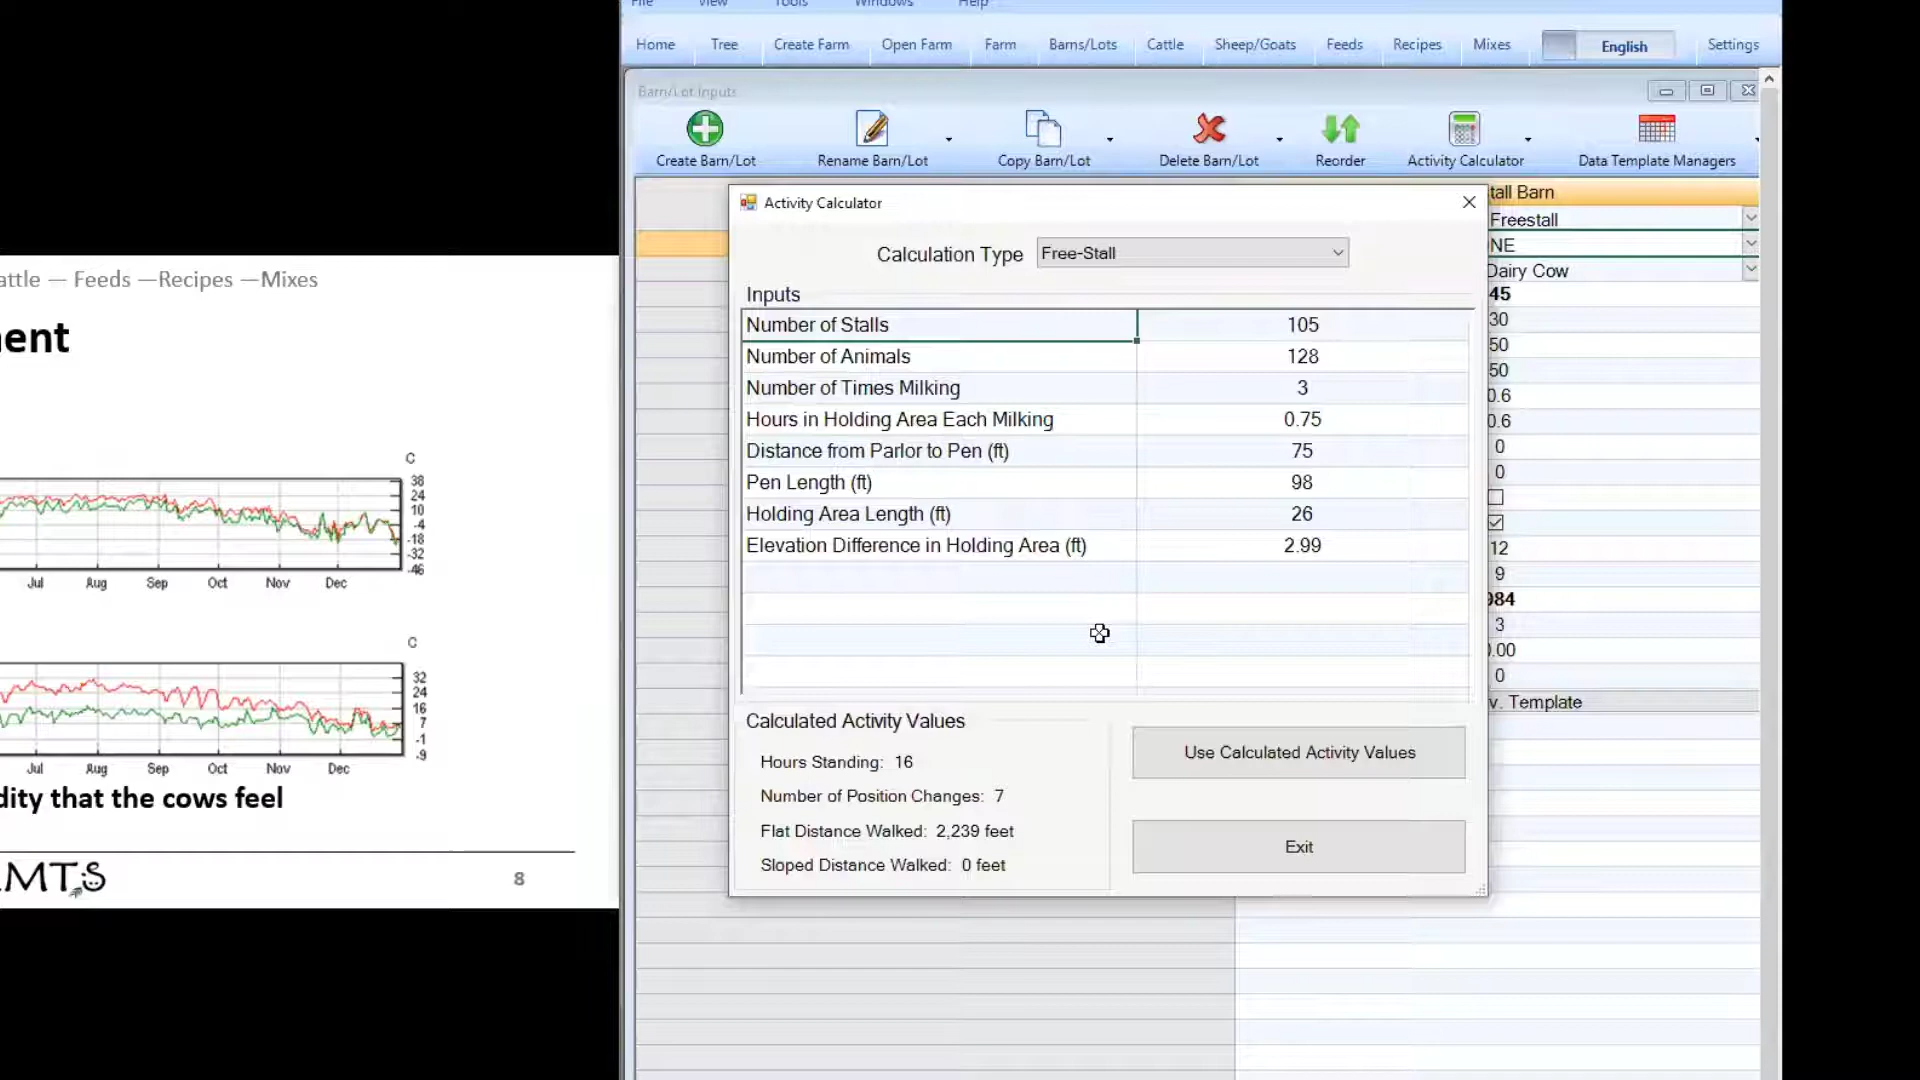 File View Tools Windows Help
Home Tree Create Farm Open Farm Farm Barns/Lots Cattle Sheep/Goats Feeds Recipes Mixes English Settings
Barn/Lot Inputs
Create Barn/Lot Rename Barn/Lot Copy Barn/Lot Delete Barn/Lot Reorder Activity Calculator Data Template Managers
Activity Calculator
Calculation Type Free-Stall
Inputs
Number of Stalls 105
Number of Animals 128
Number of Times Milking 3
Hours in Holding Area Each Milking 0.75
Distance from Parlor to Pen (ft) 75
Pen Length (ft) 98
Holding Area Length (ft) 26
Elevation Difference in Holding Area (ft) 2.99
Calculated Activity Values
Hours Standing: 16
Number of Position Changes: 7
Flat Distance Walked: 2,239 feet
Sloped Distance Walked: 0 feet
Use Calculated Activity Values
Exit
tall Barn
Freestall
NE
Dairy Cow
45
30
50
50
0.6
0.6
0
0
12
9
984
3
0.00
0
v. Template
attle — Feeds —Recipes —Mixes
ent
C
38
24
10
-4
-18
-32
-46
Jul Aug Sep Oct Nov Dec
C
32
24
16
7
-1
-9
Jul Aug Sep Oct Nov Dec
dity that the cows feel
MTS
8